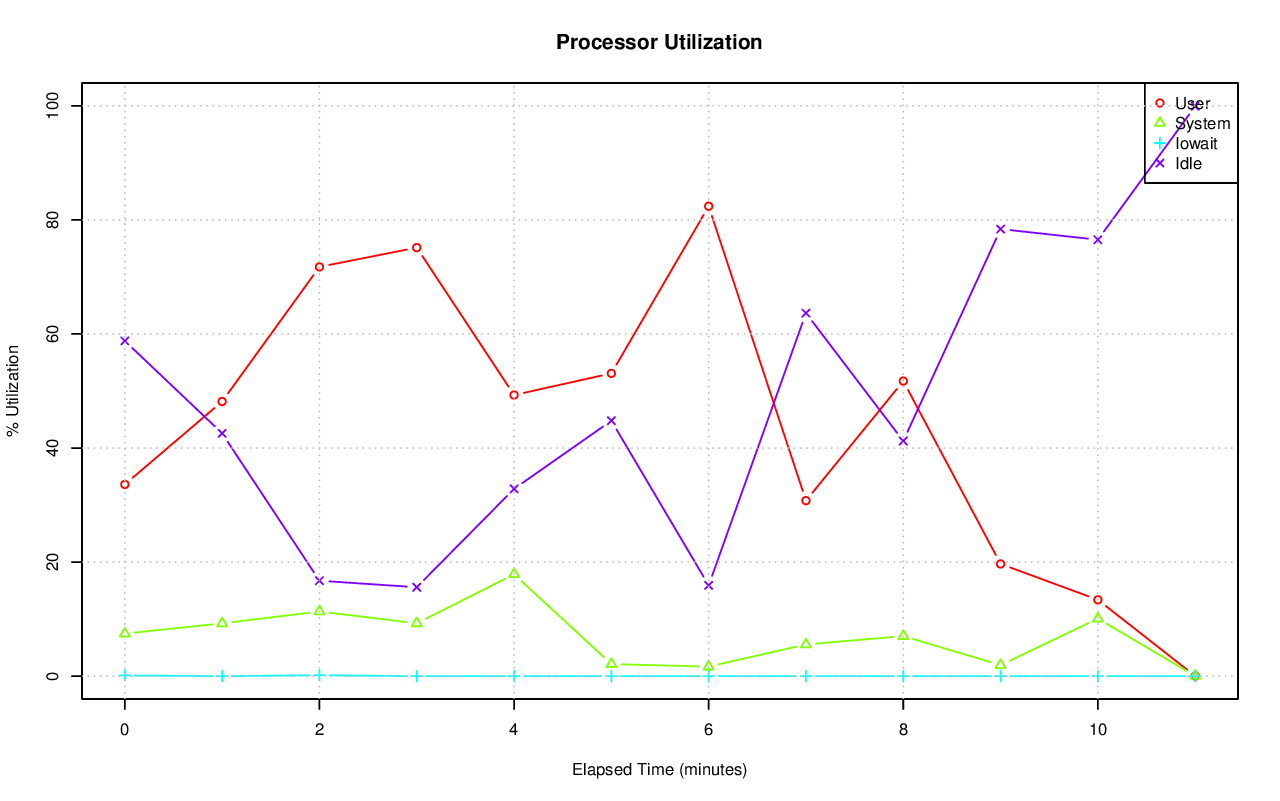 Processor Utilization
% Utilization
100
80
60
40
20
0
User
System
Iowait
Idle
0 2 4 6 8 10
Elapsed Time (minutes)